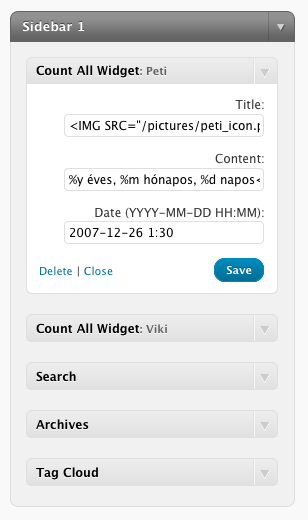 Sidebar 1
Count All Widget: Peti
Title:
<IMG SRC="/pictures/peti_icon.p
Content:
%y éves, %m hónapos, %d napos<
Date (YYYY-MM-DD HH:MM):
2007-12-26 1:30
Delete | Close Save
Count All Widget: Viki
Search
Archives
Tag Cloud